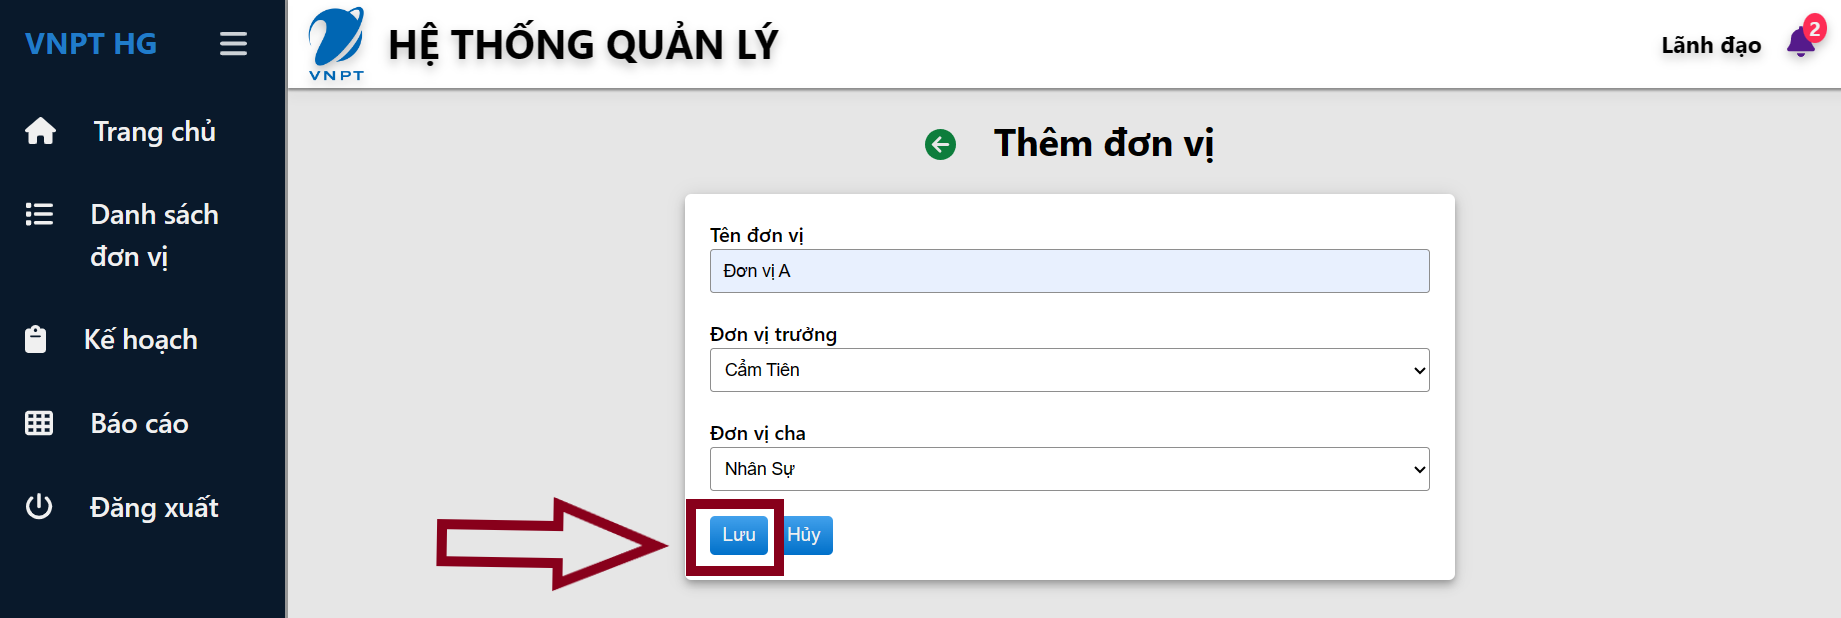 VNPT HG
VNPT
HỆ THỐNG QUẢN LÝ
Lãnh đạo
2
Trang chủ
Danh sách
đơn vị
Kế hoạch
Báo cáo
Đăng xuất
Thêm đơn vị
Tên đơn vị
Đơn vị A
Đơn vị trưởng
Cẩm Tiên
Đơn vị cha
Nhân Sự
Lưu
Hủy